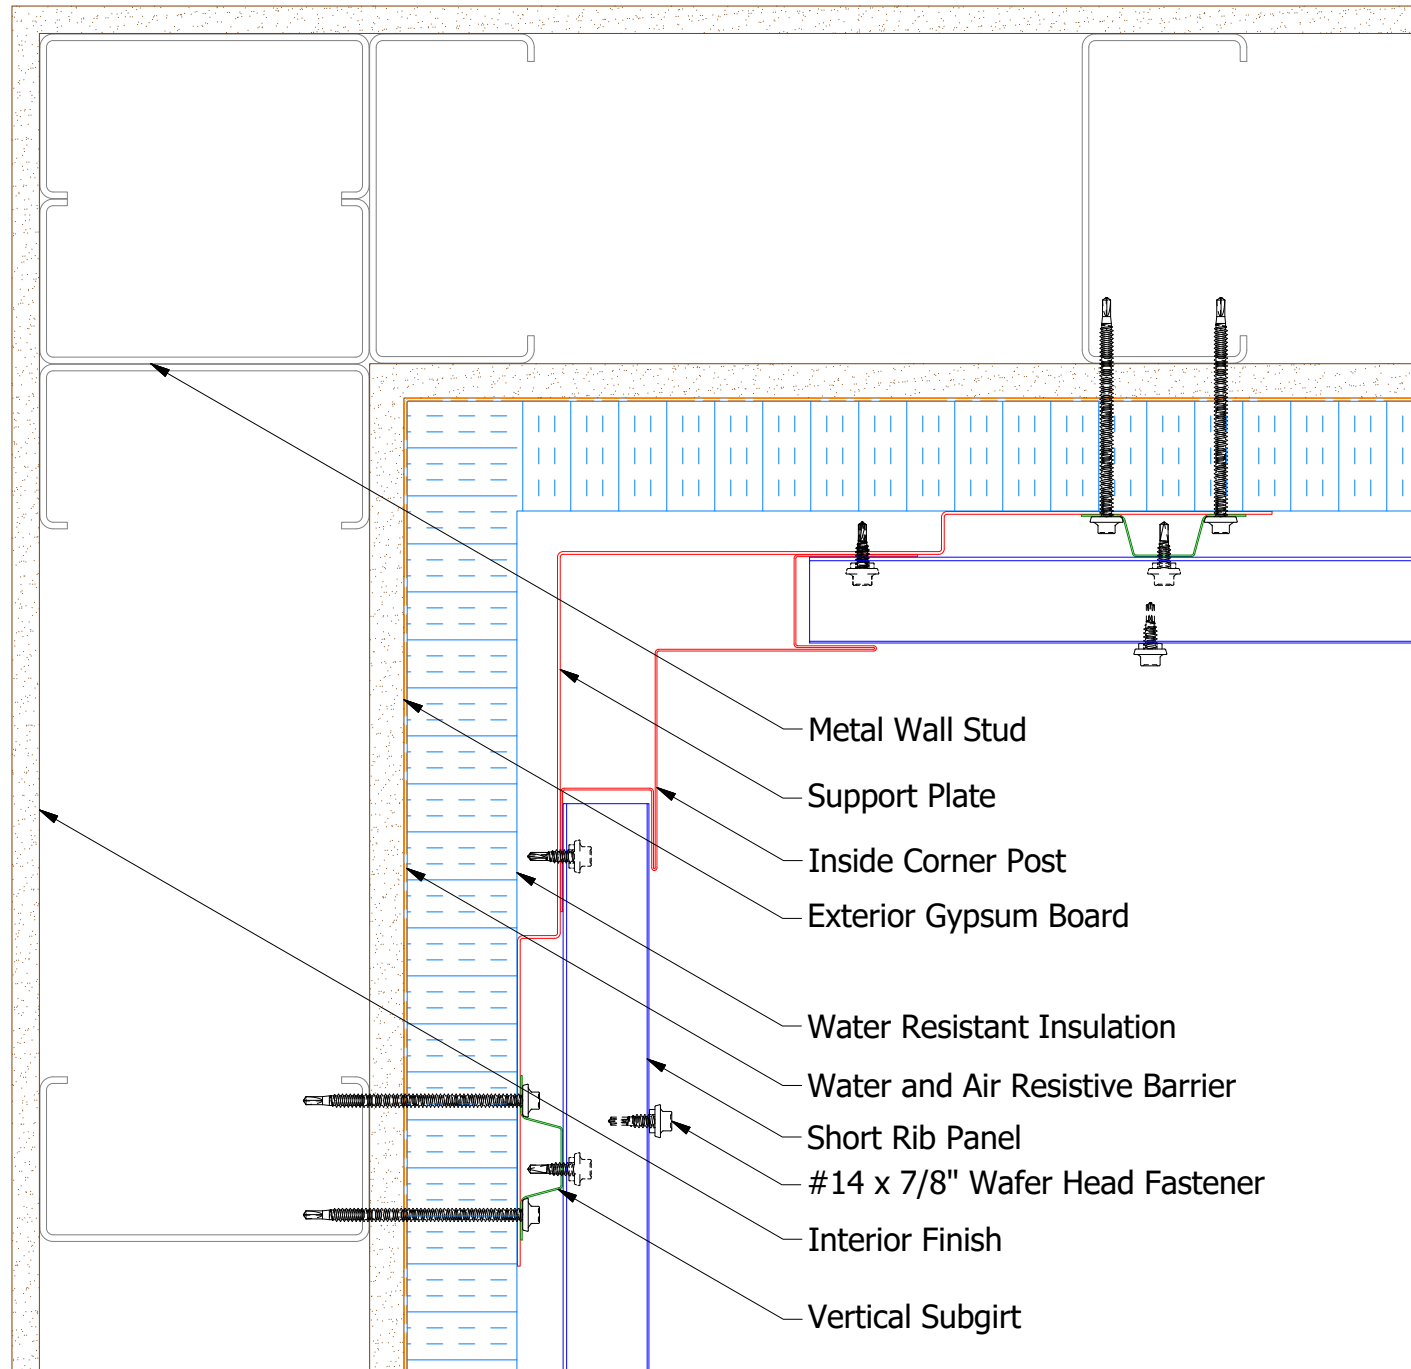 Metal Wall Stud
Support Plate
Inside Corner Post
Exterior Gypsum Board
Water Resistant Insulation
Water and Air Resistive Barrier
Short Rib Panel
#14 x 7/8" Wafer Head Fastener
Interior Finish
Vertical Subgirt